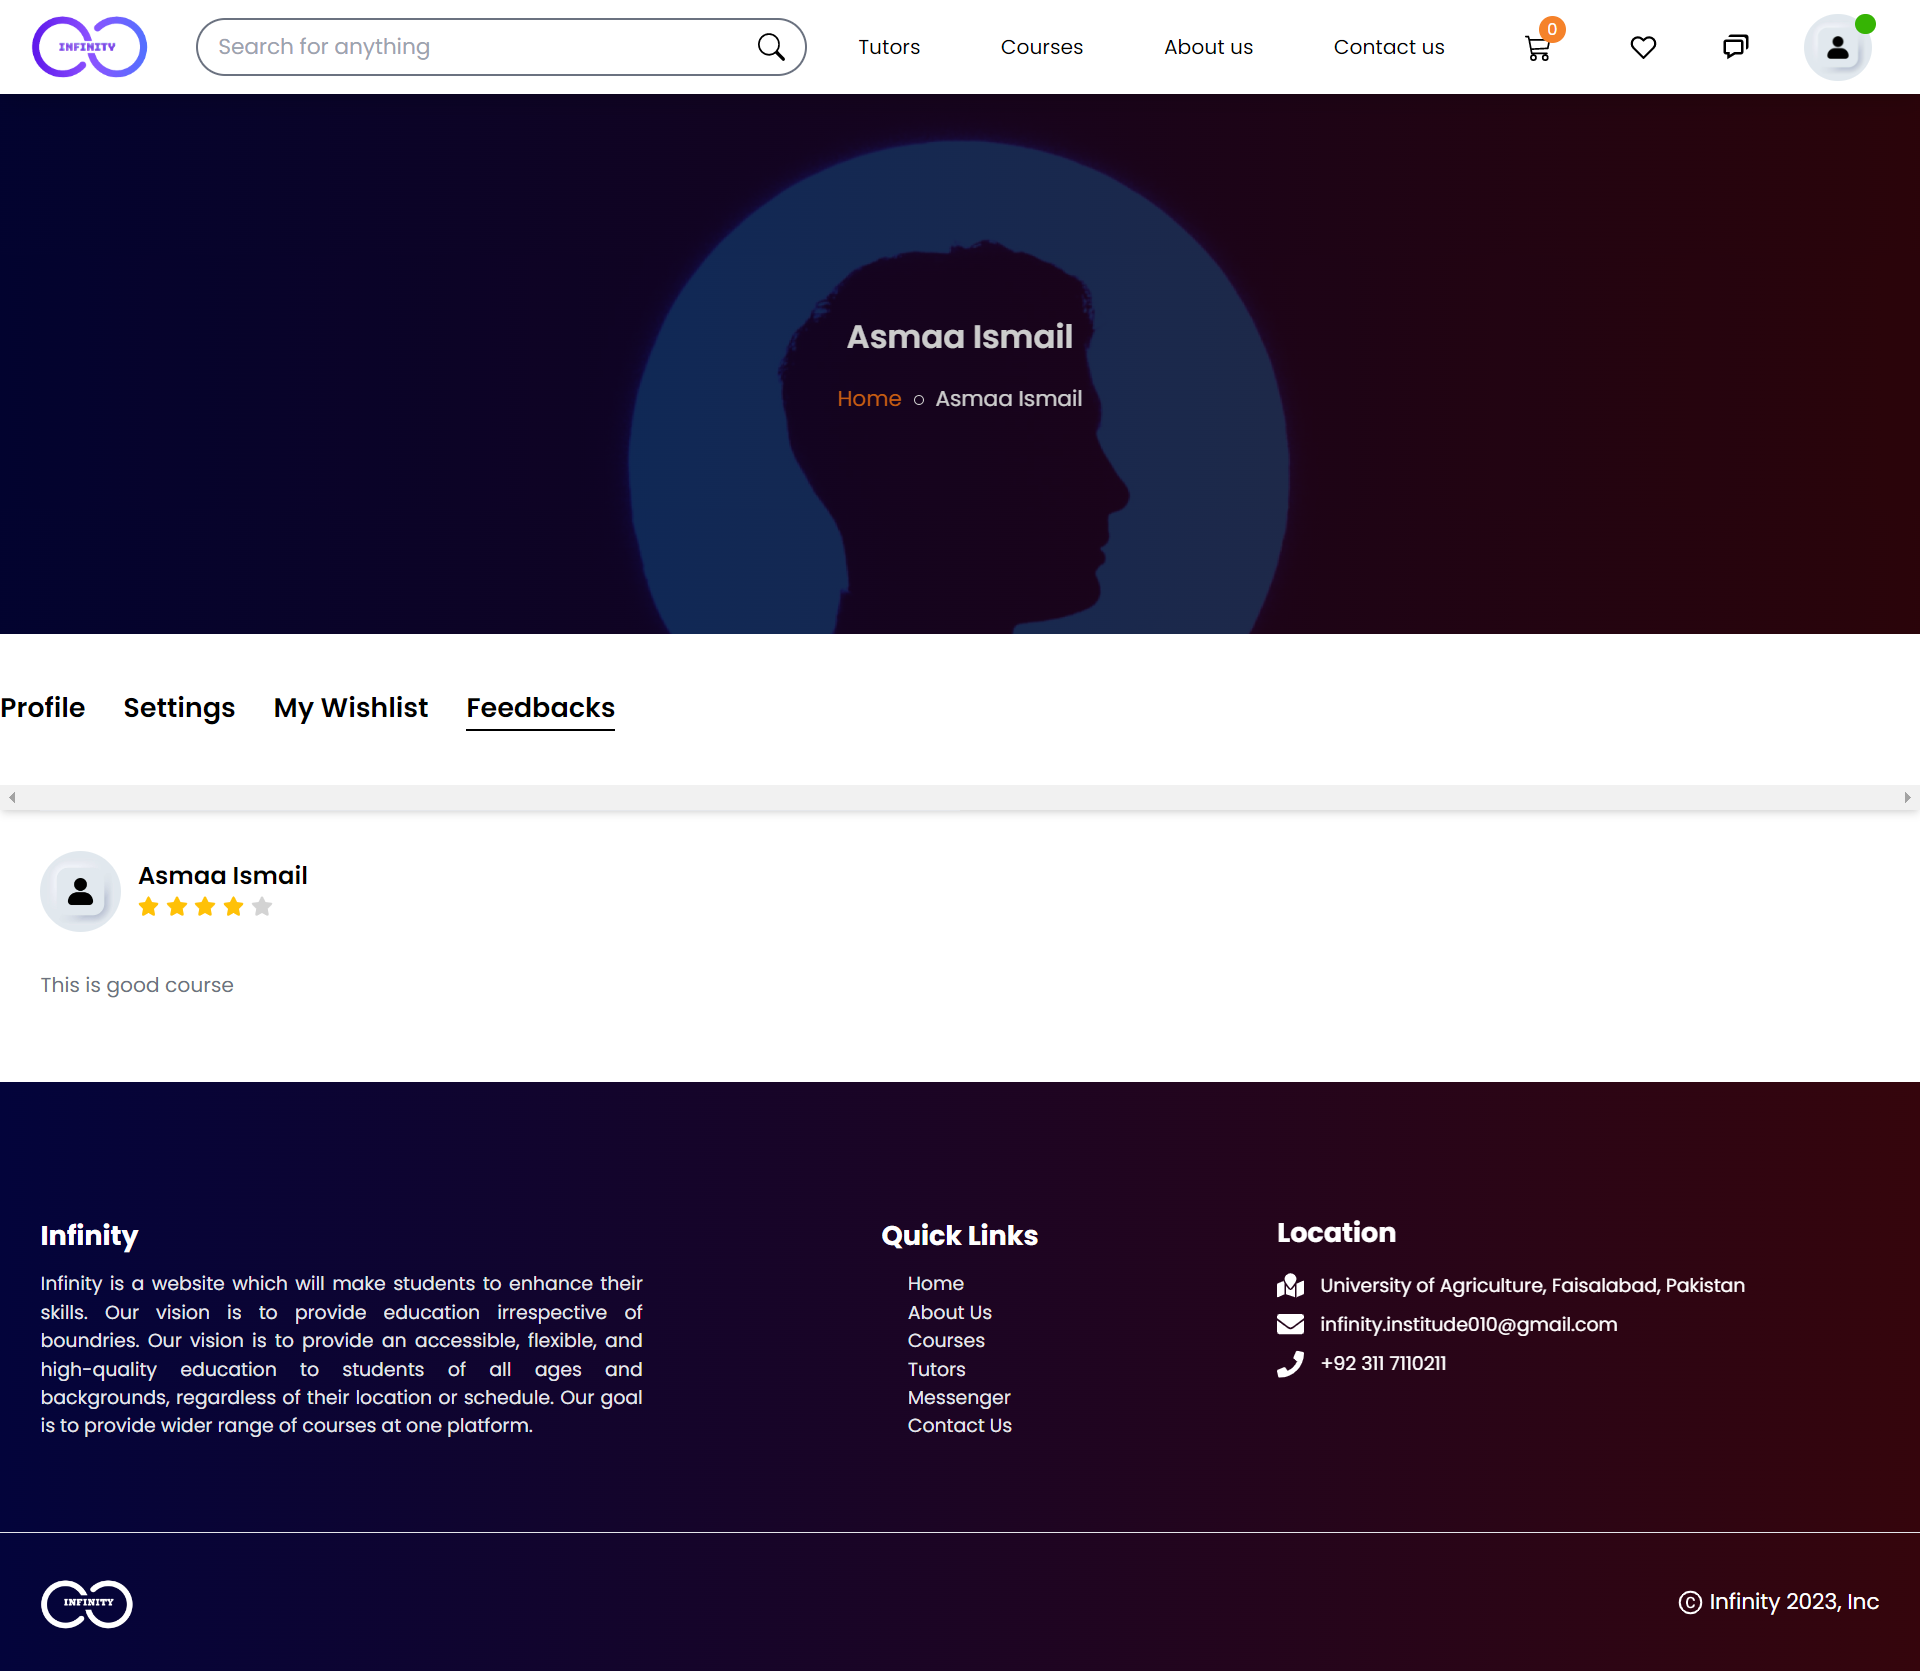 INFINITY
Search for anything
Tutors
Courses
About us
Contact us
0
Asmaa Ismail
Home ○ Asmaa Ismail
Profile
Settings
My Wishlist
Feedbacks
Asmaa Ismail
This is good course
Infinity
Infinity is a website which will make students to enhance their
skills. Our vision is to provide education irrespective of
boundries. Our vision is to provide an accessible, flexible, and
high-quality education to students of all ages and
backgrounds, regardless of their location or schedule. Our goal
is to provide wider range of courses at one platform.
Quick Links
Home
About Us
Courses
Tutors
Messenger
Contact Us
Location
University of Agriculture, Faisalabad, Pakistan
infinity.institude010@gmail.com
+92 311 7110211
INFINITY
© Infinity 2023, Inc